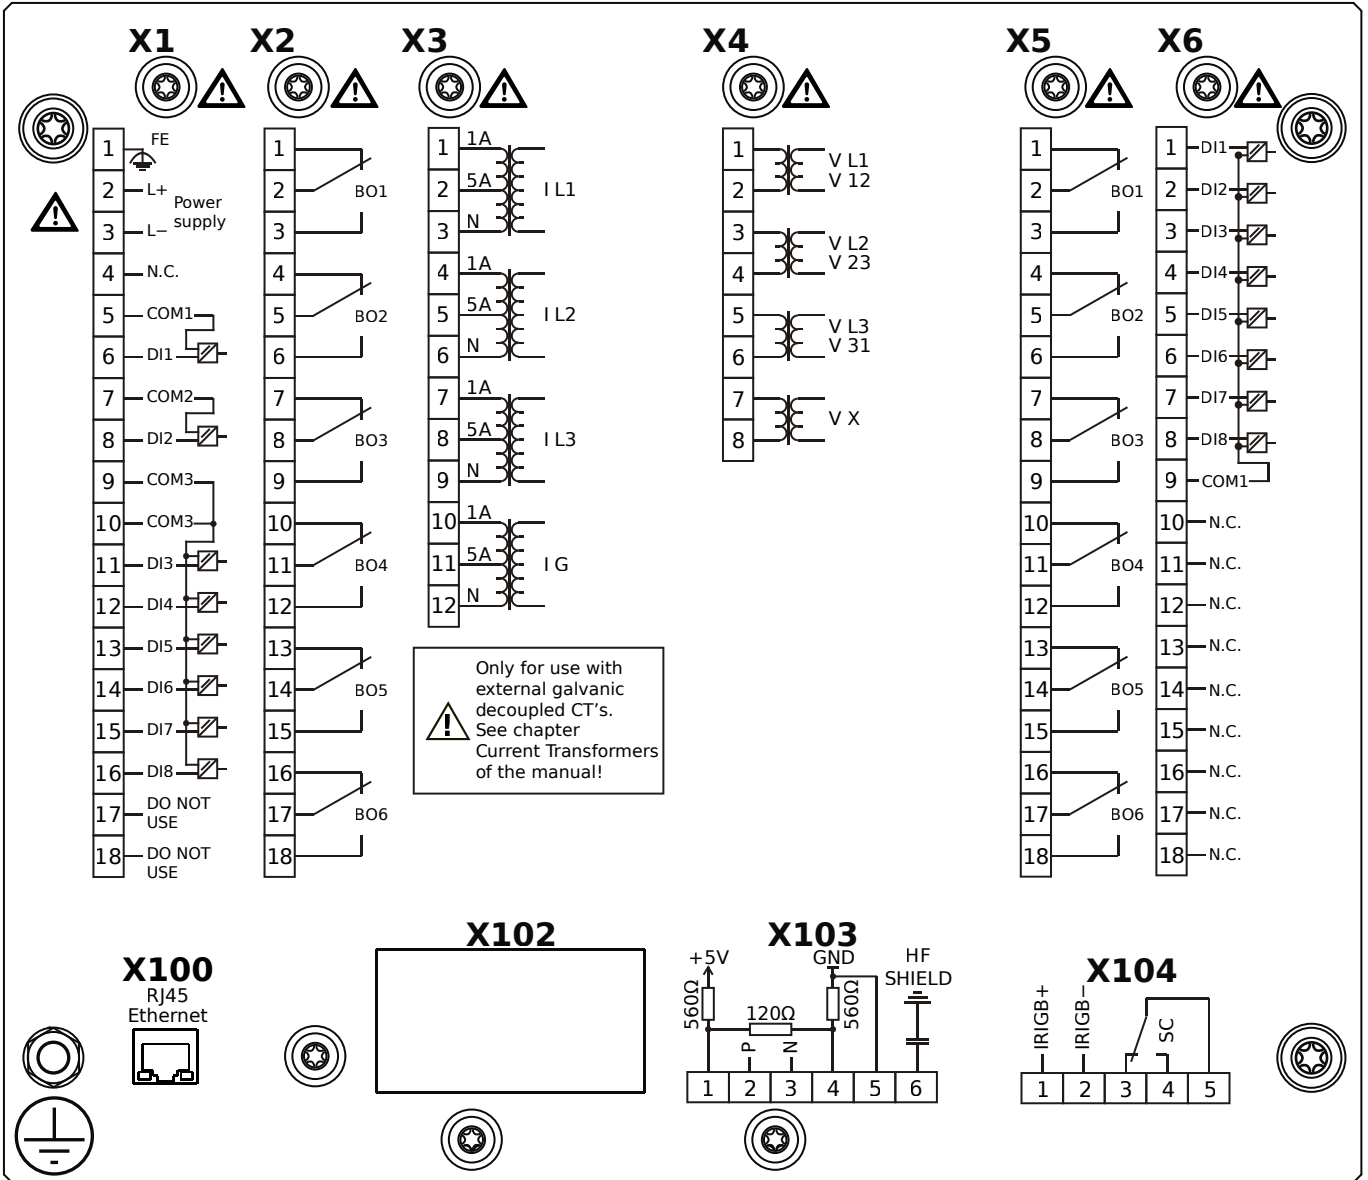 X1
X2
X3
X4
X5
X6
1 FE
2 L+
Power
supply
3 L−
4 N.C.
5 COM1
6 DI1
7 COM2
8 DI2
9 COM3
10 COM3
11 DI3
12 DI4
13 DI5
14 DI6
15 DI7
16 DI8
17 DO NOT
USE
18 DO NOT
USE
1
2 BO1
3
4
5 BO2
6
7
8 BO3
9
10
11 BO4
12
13
14 BO5
15
16
17 BO6
18
1 1A
2 5A I L1
3 N
4 1A
5 5A I L2
6 N
7 1A
8 5A I L3
9 N
10 1A
11 5A I G
12 N
Only for use with
external galvanic
decoupled CT's.
See chapter
Current Transformers
of the manual!
1 V L1
2 V 12
3 V L2
4 V 23
5 V L3
6 V 31
7 V X
8
1
2 BO1
3
4
5 BO2
6
7
8 BO3
9
10
11 BO4
12
13
14 BO5
15
16
17 BO6
18
1 DI1
2 DI2
3 DI3
4 DI4
5 DI5
6 DI6
7 DI7
8 DI8
9 COM1
10 N.C.
11 N.C.
12 N.C.
13 N.C.
14 N.C.
15 N.C.
16 N.C.
17 N.C.
18 N.C.
X100
RJ45
Ethernet
X102
X103
+5V GND HF
SHIELD
560Ω 120Ω 560Ω
P N
1 2 3 4 5 6
X104
IRIGB+ IRIGB− SC
1 2 3 4 5